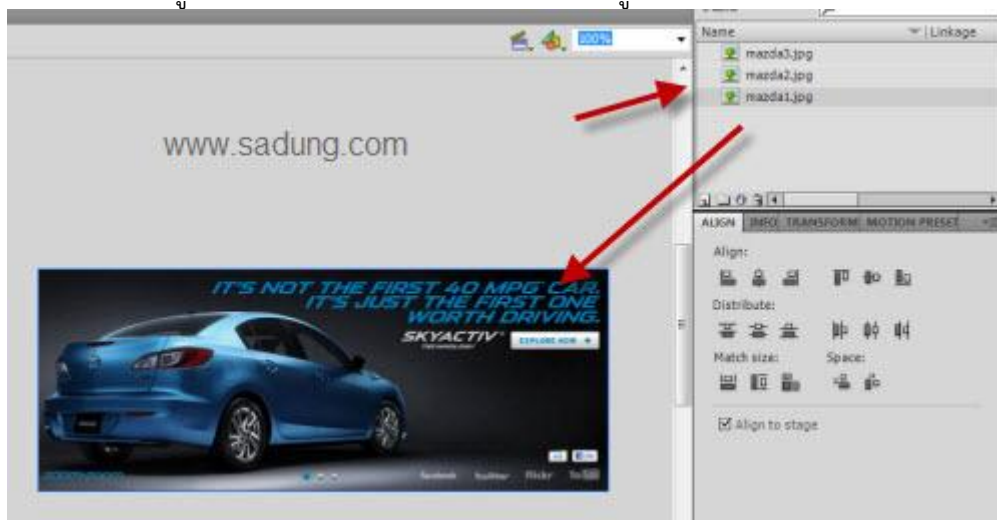 100%
Name Linkage
mazda3.jpg
mazda2.jpg
mazda1.jpg
www.sadung.com
ALIGN INFO TRANSFORM MOTION PRESET
Align:
Distribute:
Match size: Space:
Align to stage
IT'S NOT THE FIRST 40 MPG CAR.
IT'S JUST THE FIRST ONE
WORTH DRIVING.
SKYACTIV
EXPLORE NOW
facebook twitter flickr You